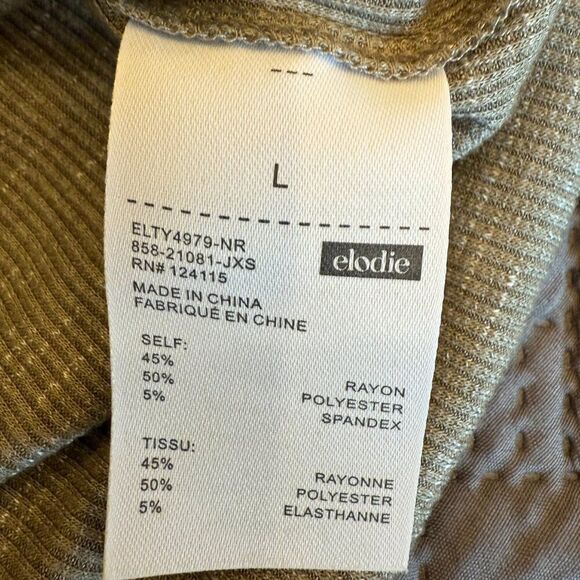 ---
L
ELTY4979-NR
858-21081-JXS
RN# 124115
elodie
MADE IN CHINA
FABRIQUÉ EN CHINE
SELF:
45% RAYON
50% POLYESTER
5% SPANDEX
TISSU:
45% RAYONNE
50% POLYESTER
5% ELASTHANNE